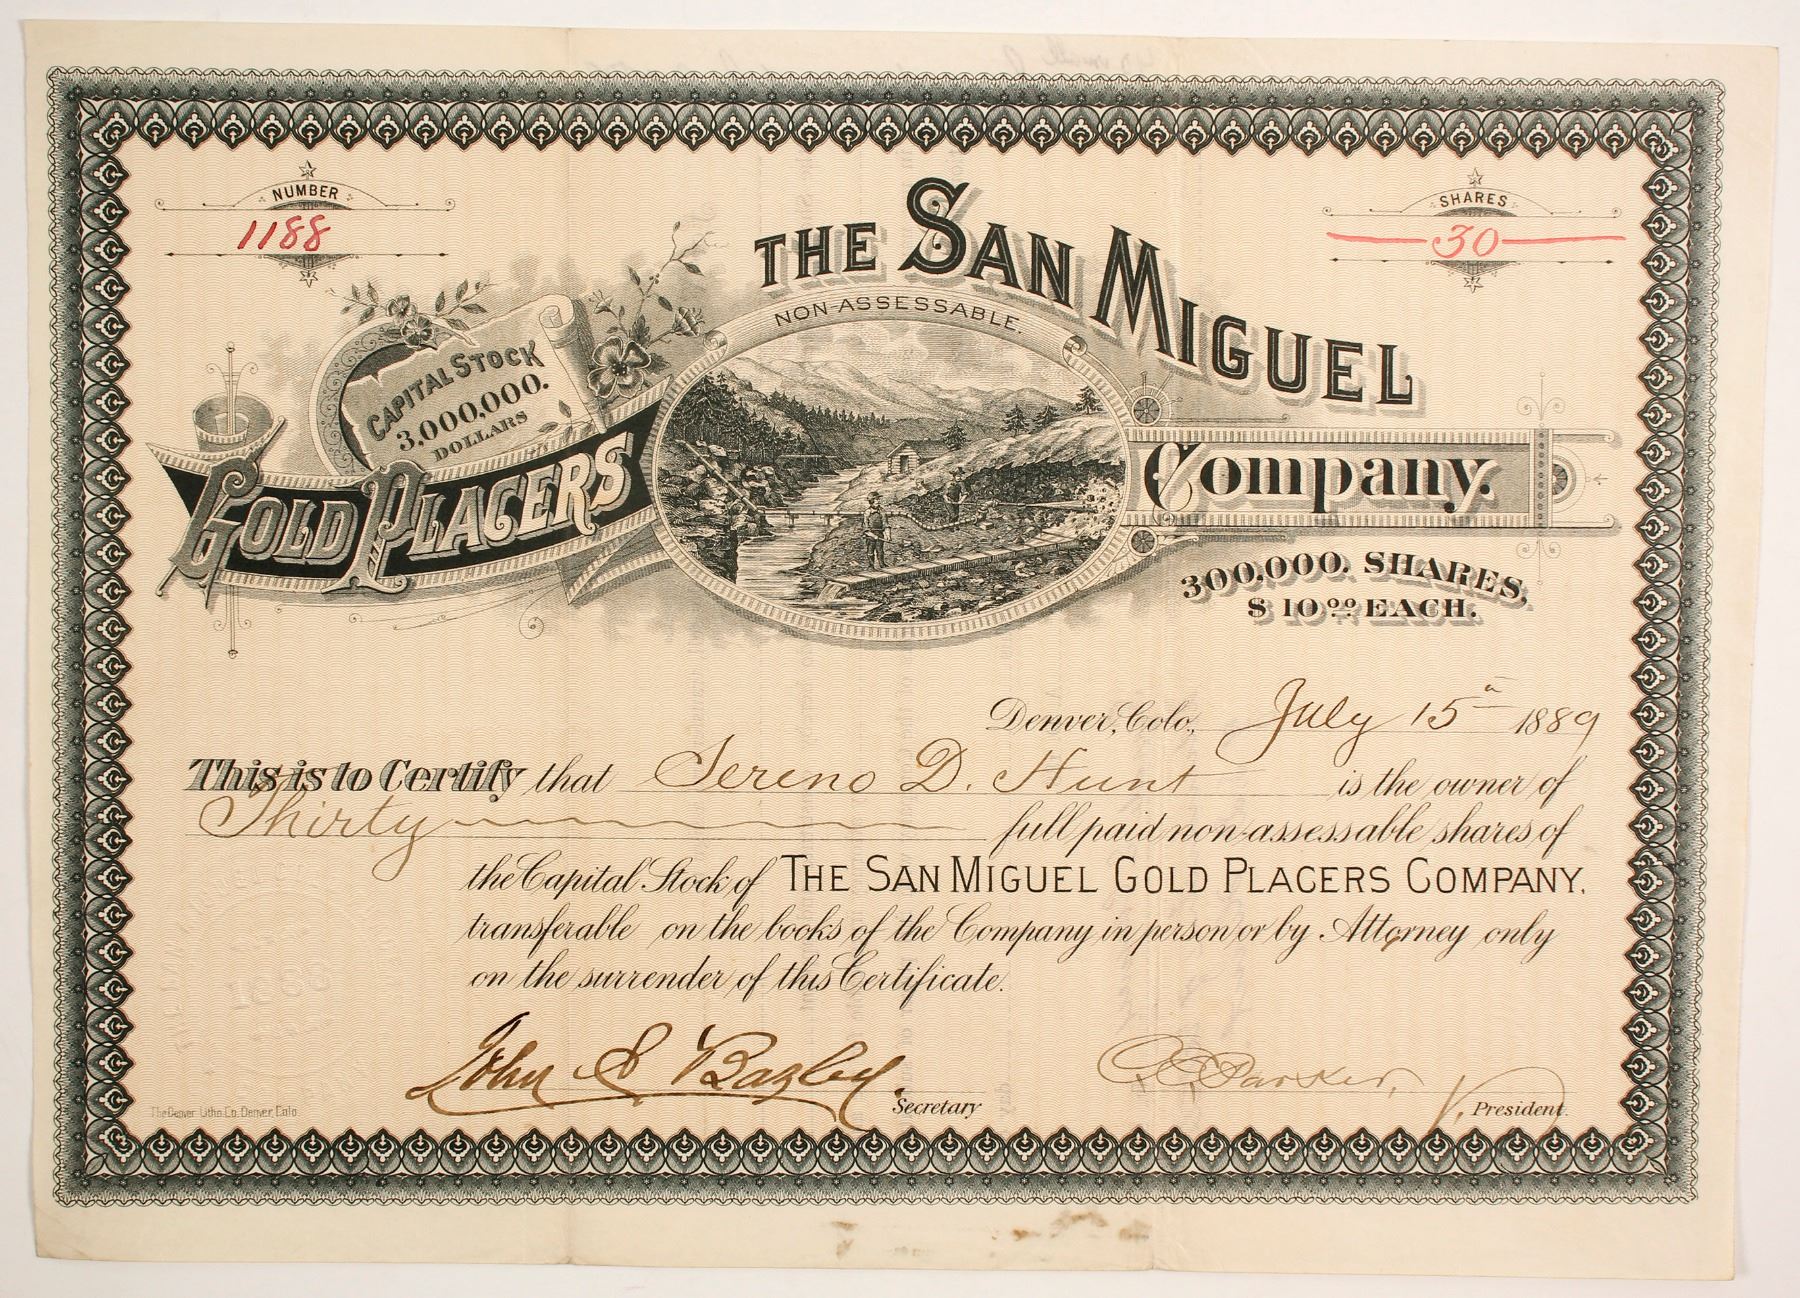 NUMBER
1188
SHARES
30
THE SAN MIGUEL
NON-ASSESSABLE.
CAPITAL STOCK
3,000,000.
DOLLARS
GOLD PLACERS
Company.
300,000. SHARES,
$10.00 EACH.
Denver, Colo., July 15th 1889
This is to Certify that Sereno D. Hunt is the owner of
Thirty full paid non-assessable shares of
the Capital Stock of THE SAN MIGUEL GOLD PLACERS COMPANY,
transferable on the books of the Company in person or by Attorney only
on the surrender of this Certificate.
John S Bazley. Secretary
Parker, V. President.
The Denver Litho. Co. Denver, Colo.